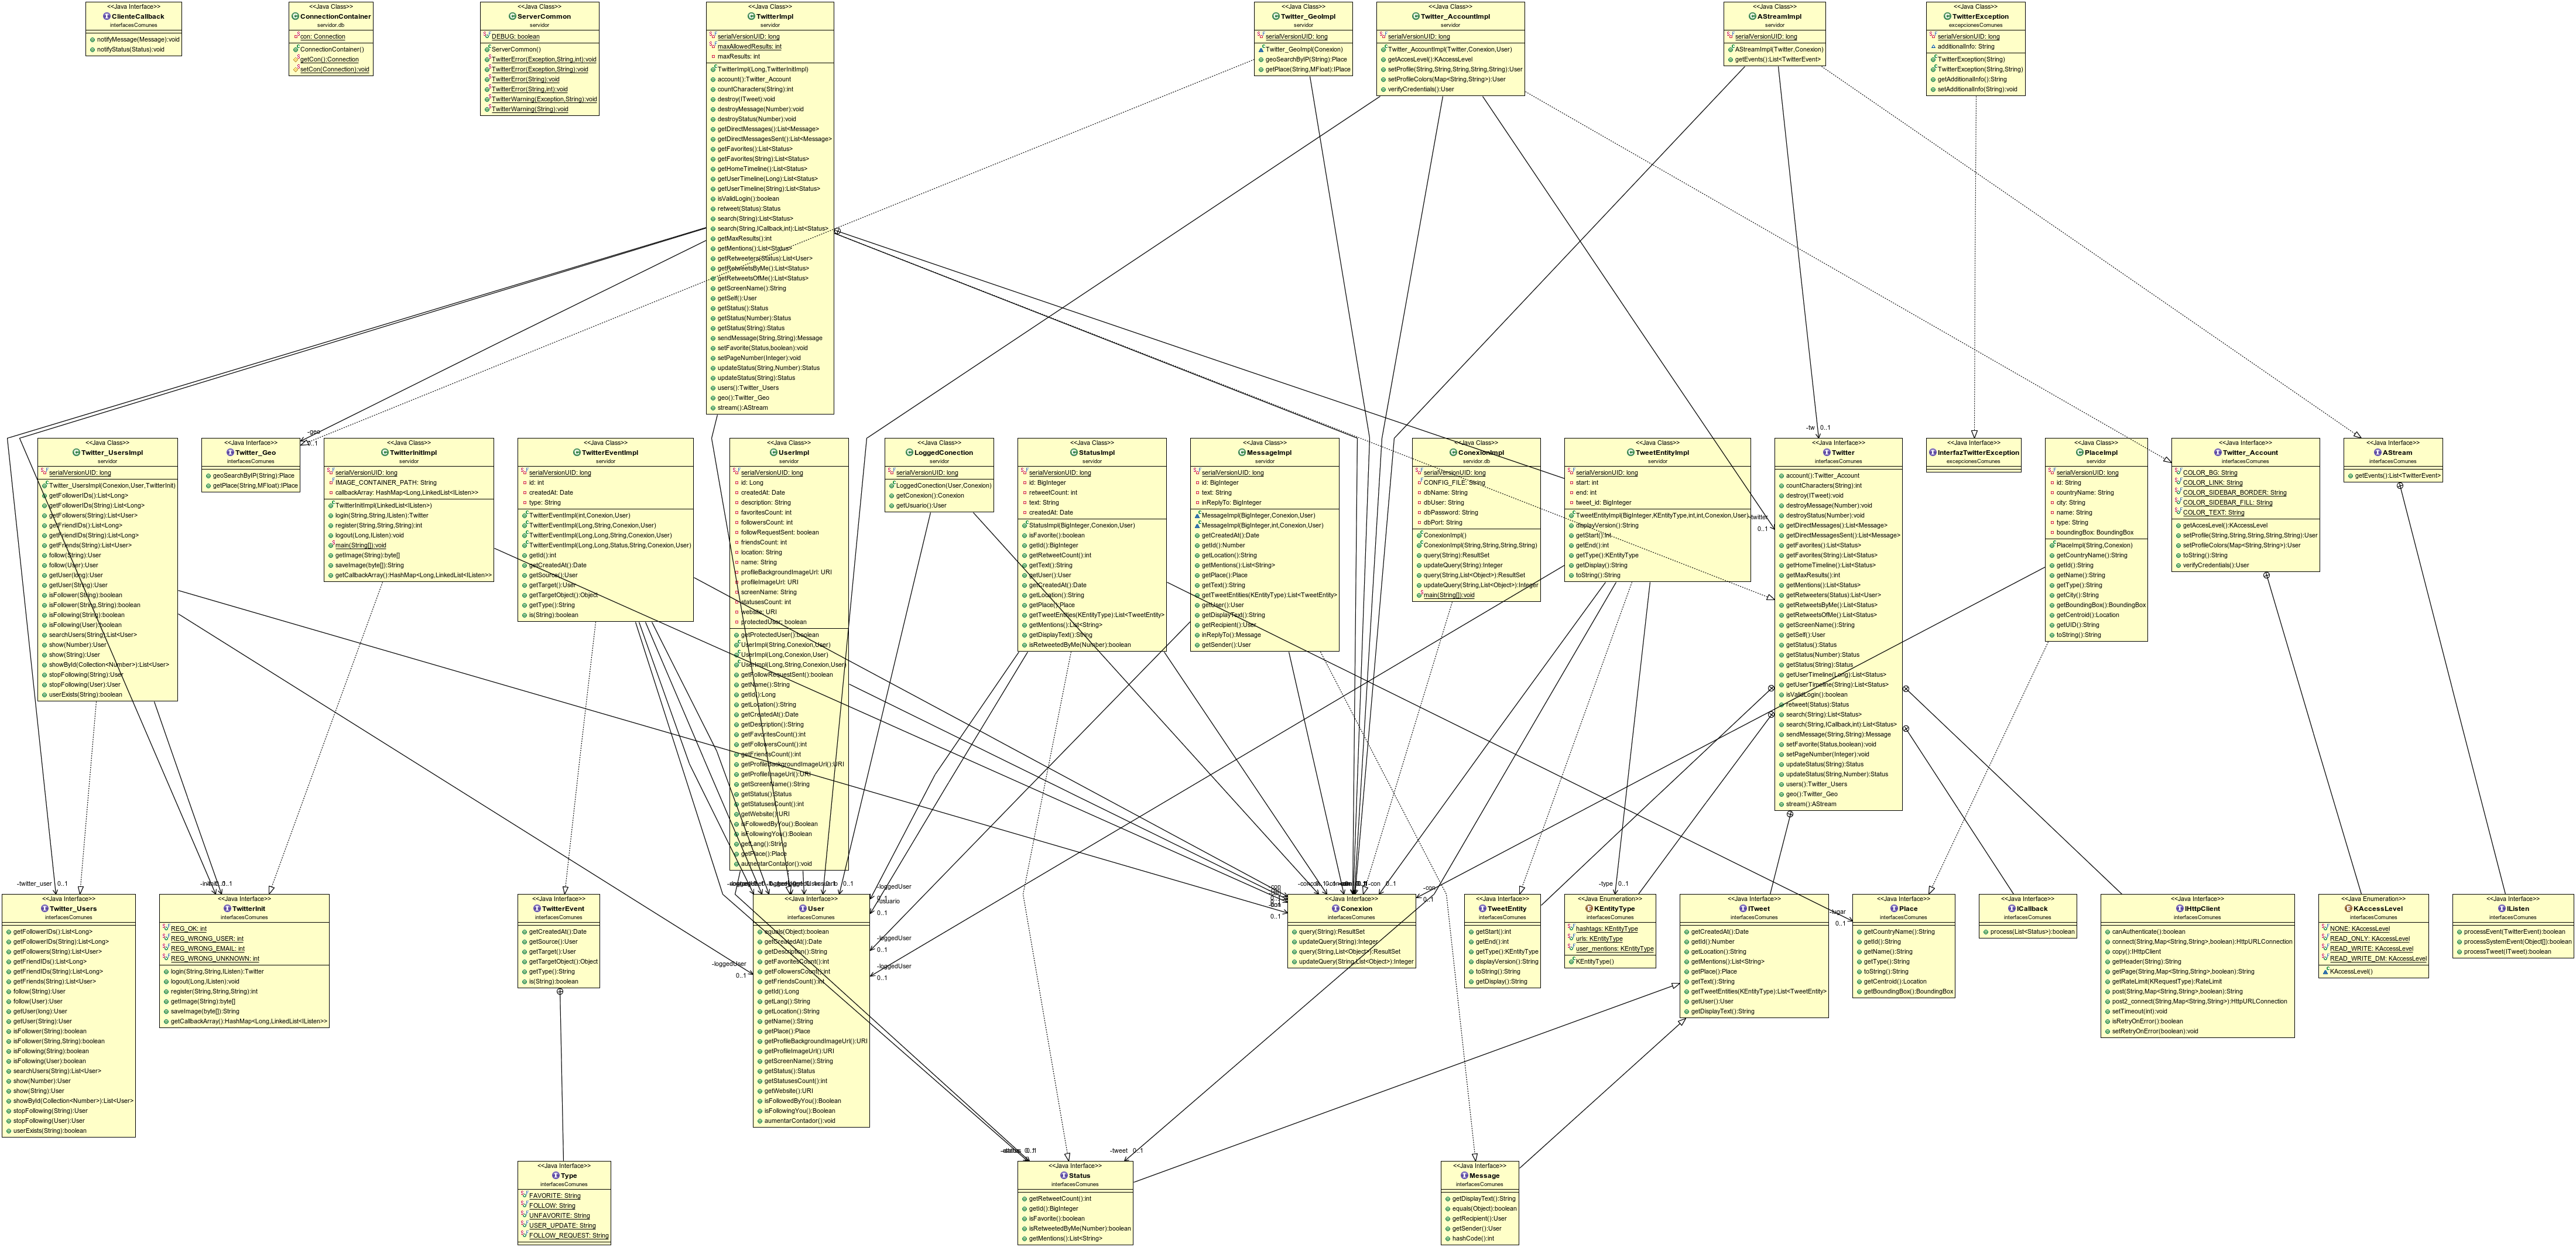 <<Java Interface>>
ClienteCallback
interfacesComunes
notifyMessage(Message):void
notifyStatus(Status):void
<<Java Class>>
ConnectionContainer
servidor.db
con: Connection
ConnectionContainer()
getCon():Connection
setCon(Connection):void
<<Java Class>>
ServerCommon
servidor
DEBUG: boolean
ServerCommon()
TwitterError(Exception,String,int):void
TwitterError(Exception,String):void
TwitterError(String):void
TwitterError(String,int):void
TwitterWarning(Exception,String):void
TwitterWarning(String):void
<<Java Class>>
TwitterImpl
servidor
serialVersionUID: long
maxAllowedResults: int
maxResults: int
TwitterImpl(Long,TwitterInitImpl)
account():Twitter_Account
countCharacters(String):int
destroy(ITweet):void
destroyMessage(Number):void
destroyStatus(Number):void
getDirectMessages():List<Message>
getDirectMessagesSent():List<Message>
getFavorites():List<Status>
getFavorites(String):List<Status>
getHomeTimeline():List<Status>
getUserTimeline(Long):List<Status>
getUserTimeline(String):List<Status>
isValidLogin():boolean
retweet(Status):Status
search(String):List<Status>
search(String,ICallback,int):List<Status>
getMaxResults():int
getMentions():List<Status>
getRetweeters(Status):List<User>
getRetweetsByMe():List<Status>
getRetweetsOfMe():List<Status>
getScreenName():String
getSelf():User
getStatus():Status
getStatus(Number):Status
getStatus(String):Status
sendMessage(String,String):Message
setFavorite(Status,boolean):void
setPageNumber(Integer):void
updateStatus(String,Number):Status
updateStatus(String):Status
users():Twitter_Users
geo():Twitter_Geo
stream():AStream
<<Java Class>>
Twitter_GeoImpl
servidor
serialVersionUID: long
Twitter_GeoImpl(Conexion)
geoSearchByIP(String):Place
getPlace(String,MFloat):IPlace
<<Java Class>>
Twitter_AccountImpl
servidor
serialVersionUID: long
Twitter_AccountImpl(Twitter,Conexion,User)
getAccesLevel():KAccessLevel
setProfile(String,String,String,String):User
setProfileColors(Map<String,String>):User
verifyCredentials():User
<<Java Class>>
AStreamImpl
servidor
serialVersionUID: long
AStreamImpl(Twitter,Conexion)
getEvents():List<TwitterEvent>
<<Java Class>>
TwitterException
excepcionesComunes
serialVersionUID: long
additionalInfo: String
TwitterException(String)
TwitterException(String,String)
getAdditionalInfo():String
setAdditionalInfo(String):void
-geo
0..1
-tw 0..1
<<Java Class>>
Twitter_UsersImpl
servidor
serialVersionUID: long
Twitter_UsersImpl(Conexion,User,TwitterInit)
getFollowerIDs():List<Long>
getFollowerIDs(String):List<Long>
getFollowers(String):List<User>
getFriendIDs():List<Long>
getFriendIDs(String):List<Long>
getFriends(String):List<User>
follow(String):User
follow(User):User
getUser(long):User
getUser(String):User
isFollower(String):boolean
isFollower(String,String):boolean
isFollowing(String):boolean
isFollowing(User):boolean
searchUsers(String):List<User>
show(Number):User
show(String):User
showById(Collection<Number>):List<User>
stopFollowing(String):User
stopFollowing(User):User
userExists(String):boolean
<<Java Interface>>
Twitter_Geo
interfacesComunes
geoSearchByIP(String):Place
getPlace(String,MFloat):IPlace
<<Java Class>>
TwitterInitImpl
servidor
serialVersionUID: long
IMAGE_CONTAINER_PATH: String
callbackArray: HashMap<Long,LinkedList<IListen>>
TwitterInitImpl(LinkedList<IListen>)
login(String,String,IListen):Twitter
register(String,String,String):int
logout(Long,IListen):void
main(String[]):void
getImage(String):byte[]
saveImage(byte[]):String
getCallbackArray():HashMap<Long,LinkedList<IListen>>
<<Java Class>>
TwitterEventImpl
servidor
serialVersionUID: long
id: int
createdAt: Date
type: String
TwitterEventImpl(int,Conexion,User)
TwitterEventImpl(Long,String,Conexion,User)
TwitterEventImpl(Long,Long,String,Conexion,User)
TwitterEventImpl(Long,Long,Status,String,Conexion,User)
getId():int
getCreatedAt():Date
getSource():User
getTarget():User
getTargetObject():Object
getType():String
is(String):boolean
<<Java Class>>
UserImpl
servidor
serialVersionUID: long
id: Long
createdAt: Date
description: String
favoritesCount: int
followersCount: int
followRequestSent: boolean
friendsCount: int
location: String
name: String
profileBackgroundImageUrl: URI
profileImageUrl: URI
screenName: String
statusesCount: int
website: URI
protectedUser: boolean
getProtectedUser():boolean
UserImpl(String,Conexion,User)
UserImpl(Long,Conexion,User)
UserImpl(Long,String,Conexion,User)
getFollowRequestSent():boolean
getName():String
getId():Long
getLocation():String
getCreatedAt():Date
getDescription():String
getFavoritesCount():int
getFollowersCount():int
getFriendsCount():int
getProfileBackgroundImageUrl():URI
getProfileImageUrl():URI
getScreenName():String
getStatus():Status
getStatusesCount():int
getWebsite():URI
isFollowedByYou():Boolean
isFollowingYou():Boolean
getLang():String
getPlace():Place
aumentarContador():void
<<Java Class>>
LoggedConection
servidor
serialVersionUID: long
LoggedConection(User,Conexion)
getConexion():Conexion
getUsuario():User
<<Java Class>>
StatusImpl
servidor
serialVersionUID: long
id: BigInteger
retweetCount: int
text: String
createdAt: Date
StatusImpl(BigInteger,Conexion,User)
isFavorite():boolean
getId():BigInteger
getRetweetCount():int
getText():String
getUser():User
getCreatedAt():Date
getLocation():String
getPlace():Place
getTweetEntities(KEntityType):List<TweetEntity>
getMentions():List<String>
getDisplayText():String
isRetweetedByMe(Number):boolean
<<Java Class>>
MessageImpl
servidor
serialVersionUID: long
id: BigInteger
text: String
inReplyTo: BigInteger
MessageImpl(BigInteger,Conexion,User)
MessageImpl(BigInteger,int,Conexion,User)
getCreatedAt():Date
getId():Number
getLocation():String
getMentions():List<String>
getPlace():Place
getText():String
getTweetEntities(KEntityType):List<TweetEntity>
getUser():User
getDisplayText():String
getRecipient():User
inReplyTo():Message
getSender():User
<<Java Class>>
ConexionImpl
servidor.db
serialVersionUID: long
CONFIG_FILE: String
dbName: String
dbUser: String
dbPassword: String
dbPort: String
ConexionImpl()
ConexionImpl(String,String,String,String)
query(String):ResultSet
updateQuery(String):Integer
query(String,List<Object>):ResultSet
updateQuery(String,List<Object>):Integer
main(String[]):void
<<Java Class>>
TweetEntityImpl
servidor
serialVersionUID: long
start: int
end: int
tweet_id: BigInteger
TweetEntityImpl(BigInteger,KEntityType,int,int,Conexion,User)
displayVersion():String
getStart():int
getEnd():int
getType():KEntityType
getDisplay():String
toString():String
-twitter
0..1
<<Java Interface>>
Twitter
interfacesComunes
account():Twitter_Account
countCharacters(String):int
destroy(ITweet):void
destroyMessage(Number):void
destroyStatus(Number):void
getDirectMessages():List<Message>
getDirectMessagesSent():List<Message>
getFavorites():List<Status>
getFavorites(String):List<Status>
getHomeTimeline():List<Status>
getMaxResults():int
getMentions():List<Status>
getRetweeters(Status):List<User>
getRetweetsByMe():List<Status>
getRetweetsOfMe():List<Status>
getScreenName():String
getSelf():User
getStatus():Status
getStatus(Number):Status
getStatus(String):Status
getUserTimeline(Long):List<Status>
getUserTimeline(String):List<Status>
isValidLogin():boolean
retweet(Status):Status
search(String):List<Status>
search(String,ICallback,int):List<Status>
sendMessage(String,String):Message
setFavorite(Status,boolean):void
setPageNumber(Integer):void
updateStatus(String):Status
updateStatus(String,Number):Status
users():Twitter_Users
geo():Twitter_Geo
stream():AStream
<<Java Interface>>
InterfazTwitterException
excepcionesComunes
<<Java Class>>
PlaceImpl
servidor
serialVersionUID: long
id: String
countryName: String
city: String
name: String
type: String
boundingBox: BoundingBox
PlaceImpl(String,Conexion)
getCountryName():String
getId():String
getName():String
getType():String
getCity():String
getBoundingBox():BoundingBox
getCentroid():Location
getUID():String
toString():String
<<Java Interface>>
Twitter_Account
interfacesComunes
COLOR_BG: String
COLOR_LINK: String
COLOR_SIDEBAR_BORDER: String
COLOR_SIDEBAR_FILL: String
COLOR_TEXT: String
getAccesLevel():KAccessLevel
setProfile(String,String,String,String):User
setProfileColors(Map<String,String>):User
toString():String
verifyCredentials():User
<<Java Interface>>
AStream
interfacesComunes
getEvents():List<TwitterEvent>
-twitter_user 0..1
<<Java Interface>>
Twitter_Users
interfacesComunes
getFollowerIDs():List<Long>
getFollowerIDs(String):List<Long>
getFollowers(String):List<User>
getFriendIDs():List<Long>
getFriendIDs(String):List<Long>
getFriends(String):List<User>
follow(String):User
follow(User):User
getUser(long):User
getUser(String):User
isFollower(String):boolean
isFollower(String,String):boolean
isFollowing(String):boolean
isFollowing(User):boolean
searchUsers(String):List<User>
show(Number):User
show(String):User
showById(Collection<Number>):List<User>
stopFollowing(String):User
stopFollowing(User):User
userExists(String):boolean
<<Java Interface>>
TwitterInit
interfacesComunes
REG_OK: int
REG_WRONG_USER: int
REG_WRONG_EMAIL: int
REG_WRONG_UNKNOWN: int
login(String,String,IListen):Twitter
logout(Long,IListen):void
register(String,String,String):int
getImage(String):byte[]
saveImage(byte[]):String
getCallbackArray():HashMap<Long,LinkedList<IListen>>
<<Java Interface>>
TwitterEvent
interfacesComunes
getCreatedAt():Date
getSource():User
getTarget():User
getTargetObject():Object
getType():String
is(String):boolean
-loggedUser
0..1
<<Java Interface>>
User
interfacesComunes
equals(Object):boolean
getCreatedAt():Date
getDescription():String
getFavoritesCount():int
getFollowersCount():int
getFriendsCount():int
getId():Long
getLang():String
getLocation():String
getName():String
getPlace():Place
getProfileBackgroundImageUrl():URI
getProfileImageUrl():URI
getScreenName():String
getStatus():Status
getStatusesCount():int
getWebsite():URI
isFollowedByYou():Boolean
isFollowingYou():Boolean
aumentarContador():void
-loggedUser
0..1
-usuario
0..1
-loggedUser
0..1
-loggedUser
0..1
0..1
-con 0..1
<<Java Interface>>
Conexion
interfacesComunes
query(String):ResultSet
updateQuery(String):Integer
query(String,List<Object>):ResultSet
updateQuery(String,List<Object>):Integer
-con
0..1
<<Java Interface>>
TweetEntity
interfacesComunes
getStart():int
getEnd():int
getType():KEntityType
displayVersion():String
toString():String
getDisplay():String
-type 0..1
<<Java Enumeration>>
KEntityType
interfacesComunes
hashtags: KEntityType
urls: KEntityType
user_mentions: KEntityType
KEntityType()
<<Java Interface>>
ITweet
interfacesComunes
getCreatedAt():Date
getId():Number
getLocation():String
getMentions():List<String>
getPlace():Place
getText():String
getTweetEntities(KEntityType):List<TweetEntity>
getUser():User
getDisplayText():String
-lugar
0..1
<<Java Interface>>
Place
interfacesComunes
getCountryName():String
getId():String
getName():String
getType():String
toString():String
getCentroid():Location
getBoundingBox():BoundingBox
<<Java Interface>>
ICallback
interfacesComunes
process(List<Status>):boolean
<<Java Interface>>
IHttpClient
interfacesComunes
canAuthenticate():boolean
connect(String,Map<String,String>,boolean):HttpURLConnection
copy():IHttpClient
getHeader(String):String
getPage(String,Map<String,String>,boolean):String
getRateLimit(KRequestType):RateLimit
post(String,Map<String,String>,boolean):String
post2_connect(String,Map<String,String>):HttpURLConnection
setTimeout(int):void
isRetryOnError():boolean
setRetryOnError(boolean):void
<<Java Enumeration>>
KAccessLevel
interfacesComunes
NONE: KAccessLevel
READ_ONLY: KAccessLevel
READ_WRITE: KAccessLevel
READ_WRITE_DM: KAccessLevel
KAccessLevel()
<<Java Interface>>
IListen
interfacesComunes
processEvent(TwitterEvent):boolean
processSystemEvent(Object[]):boolean
processTweet(ITweet):boolean
<<Java Interface>>
Type
interfacesComunes
FAVORITE: String
FOLLOW: String
UNFAVORITE: String
USER_UPDATE: String
FOLLOW_REQUEST: String
-tweet 0..1
<<Java Interface>>
Status
interfacesComunes
getRetweetCount():int
getId():BigInteger
isFavorite():boolean
isRetweetedByMe(Number):boolean
getMentions():List<String>
<<Java Interface>>
Message
interfacesComunes
getDisplayText():String
equals(Object):boolean
getRecipient():User
getSender():User
hashCode():int